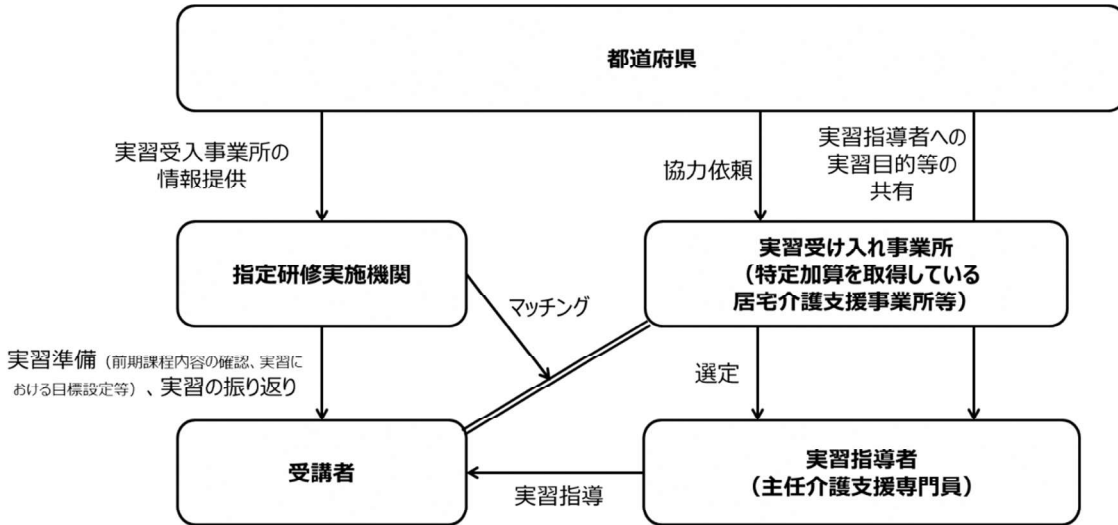 都道府県
実習受入事業所の
情報提供
協力依頼
実習指導者への
実習目的等の
共有
指定研修実施機関
実習受け入れ事業所
（特定加算を取得している
居宅介護支援事業所等）
マッチング
実習準備（前期課程内容の確認、実習に
おける目標設定等）、実習の振り返り
選定
受講者
実習指導者
（主任介護支援専門員）
実習指導